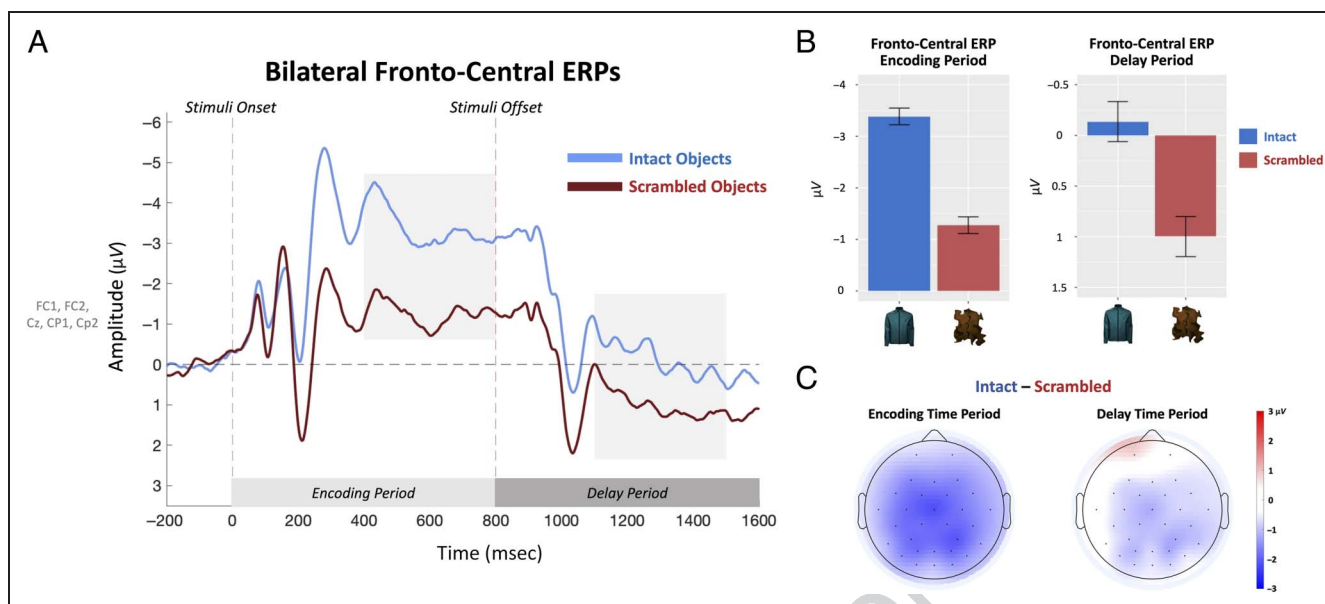 A
Bilateral Fronto-Central ERPs
Stimuli Onset
Stimuli Offset
−6
−5
−4
−3
−2
−1
0
1
2
3
Amplitude (µV)
FC1, FC2,
Cz, CP1, Cp2
Intact Objects
Scrambled Objects
Encoding Period
Delay Period
−200
0
200
400
600
800
1000
1200
1400
1600
Time (msec)
B
Fronto-Central ERP
Encoding Period
−4
−3
−2
−1
0
µV
Fronto-Central ERP
Delay Period
−0.5
0
0.5
1
1.5
µV
Intact
Scrambled
C
Intact – Scrambled
Encoding Time Period
Delay Time Period
3 µV
2
1
0
−1
−2
−3